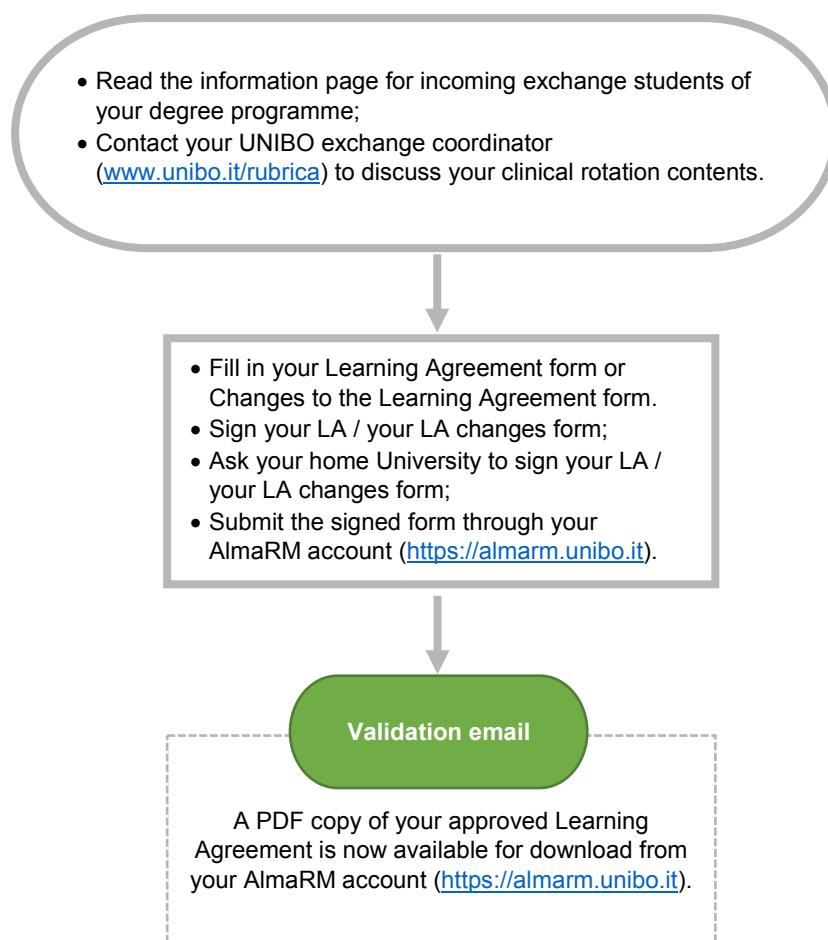 • Read the information page for incoming exchange students of
your degree programme;
• Contact your UNIBO exchange coordinator
(www.unibo.it/rubrica) to discuss your clinical rotation contents.
• Fill in your Learning Agreement form or
Changes to the Learning Agreement form.
• Sign your LA / your LA changes form;
• Ask your home University to sign your LA /
your LA changes form;
• Submit the signed form through your
AlmaRM account (https://almarm.unibo.it).
Validation email
A PDF copy of your approved Learning
Agreement is now available for download from
your AlmaRM account (https://almarm.unibo.it).